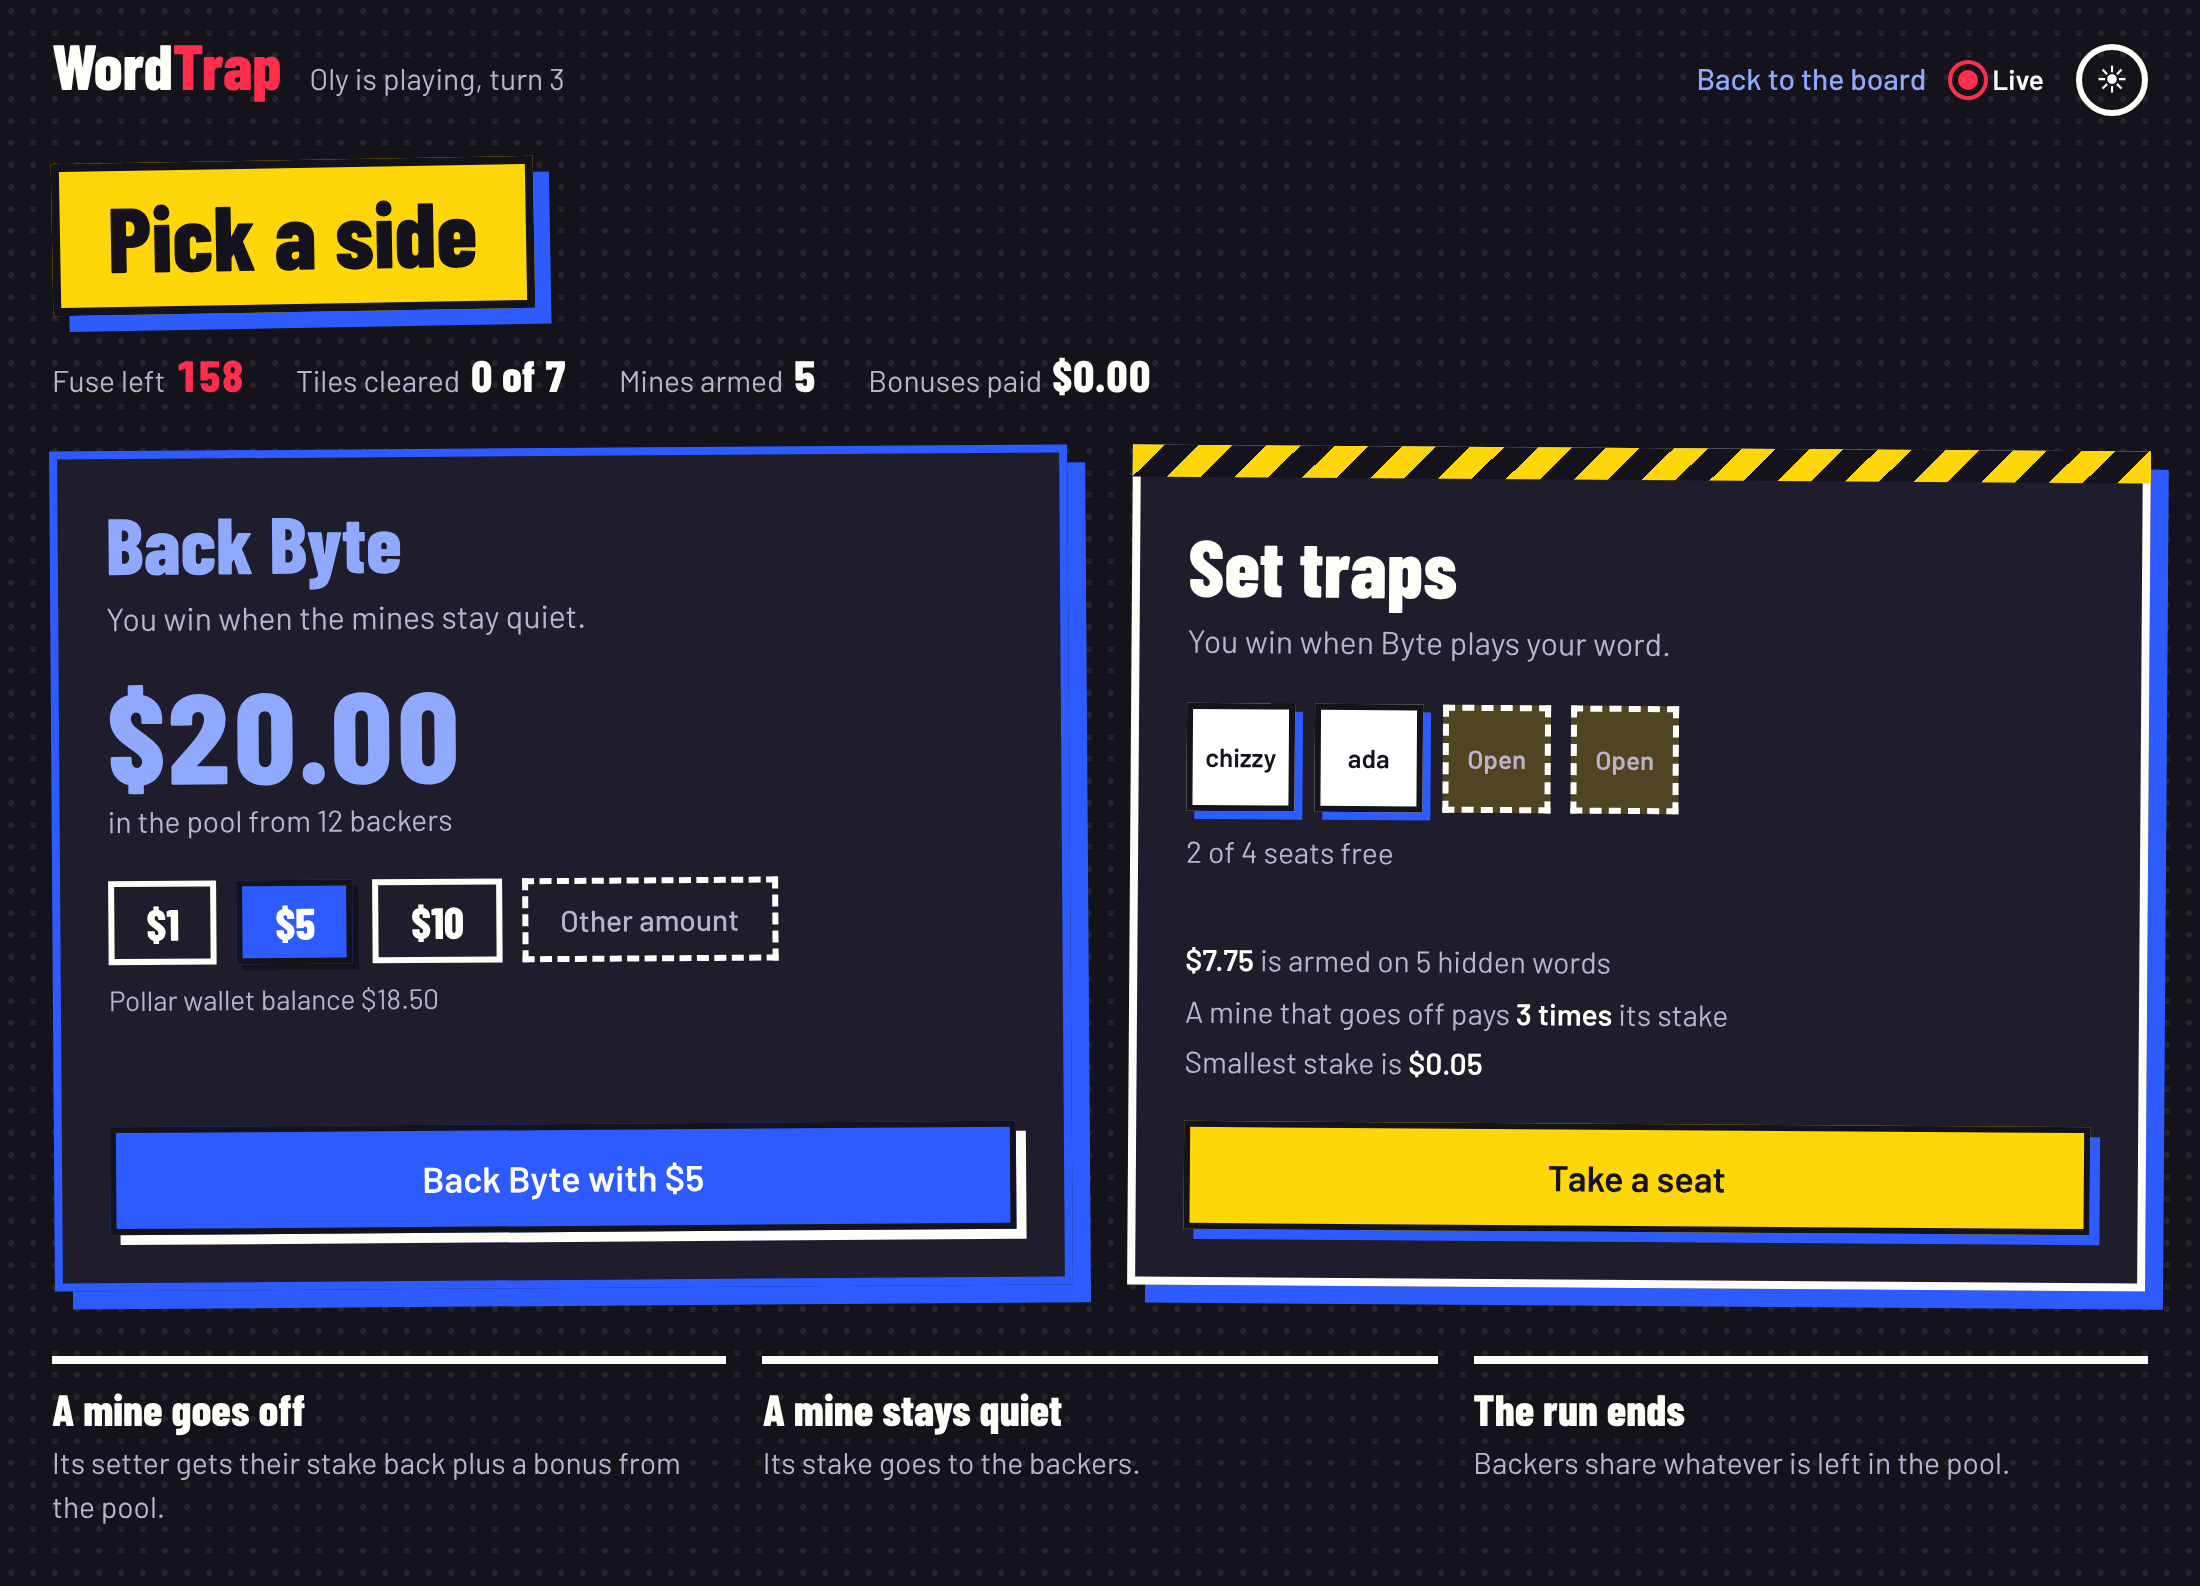 WordTrap
Oly is playing, turn 3
Back to the board
Live
Pick a side
Fuse left 158
Tiles cleared 0 of 7
Mines armed 5
Bonuses paid $0.00
Back Byte
You win when the mines stay quiet.
$20.00
in the pool from 12 backers
$1
$5
$10
Other amount
Pollar wallet balance $18.50
Back Byte with $5
Set traps
You win when Byte plays your word.
chizzy
ada
Open
Open
2 of 4 seats free
$7.75 is armed on 5 hidden words
A mine that goes off pays 3 times its stake
Smallest stake is $0.05
Take a seat
A mine goes off
Its setter gets their stake back plus a bonus from
the pool.
A mine stays quiet
Its stake goes to the backers.
The run ends
Backers share whatever is left in the pool.